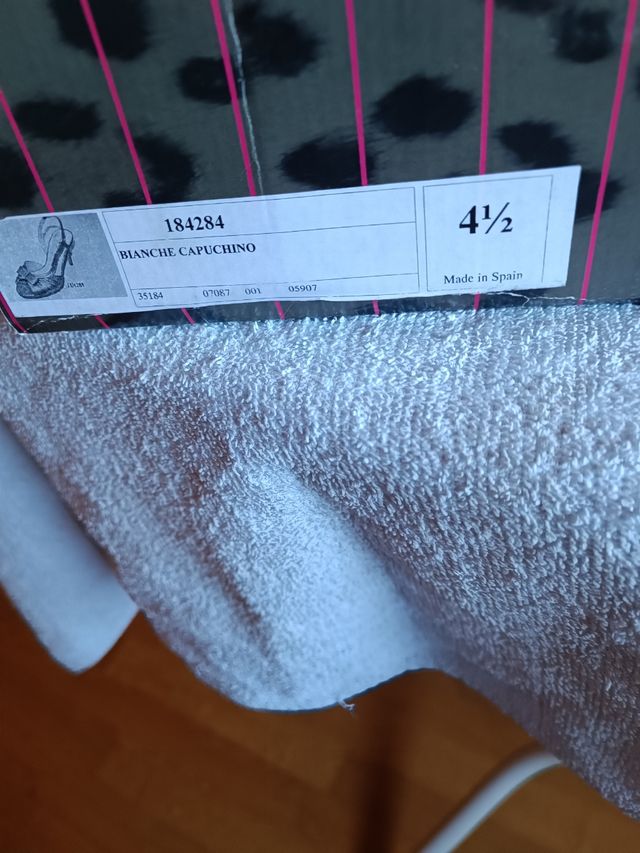 184284
BIANCHE CAPUCHINO
35184 07087 001 05907
4½
Made in Spain